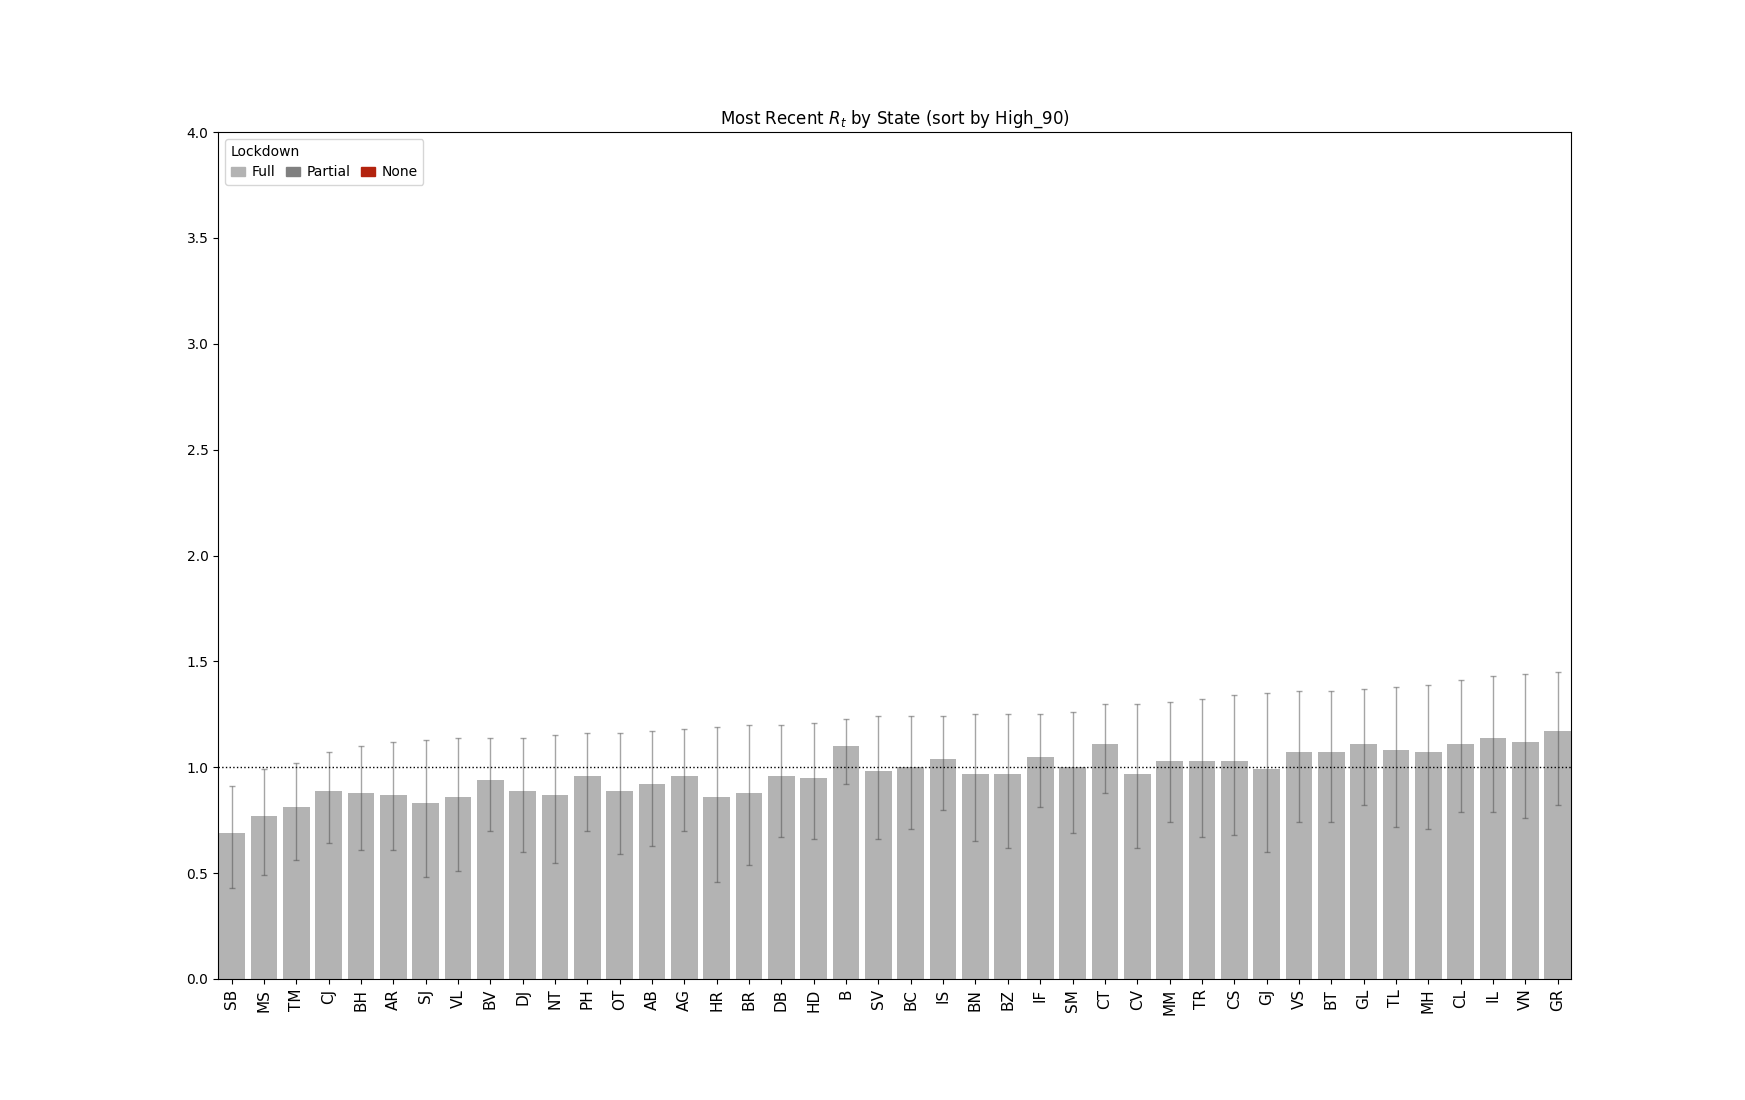 Most Recent Rt by State (sort by High_90)
4.0
Lockdown
Full Partial None
3.5
3.0
2.5
2.0
1.5
1.0
0.5
0.0
SB MS TM CJ BH AR SJ VL BV DJ NT PH OT AB AG HR BR DB HD B SV BC IS BN BZ IF SM CT CV MM TR CS GJ VS BT GL TL MH CL IL VN GR